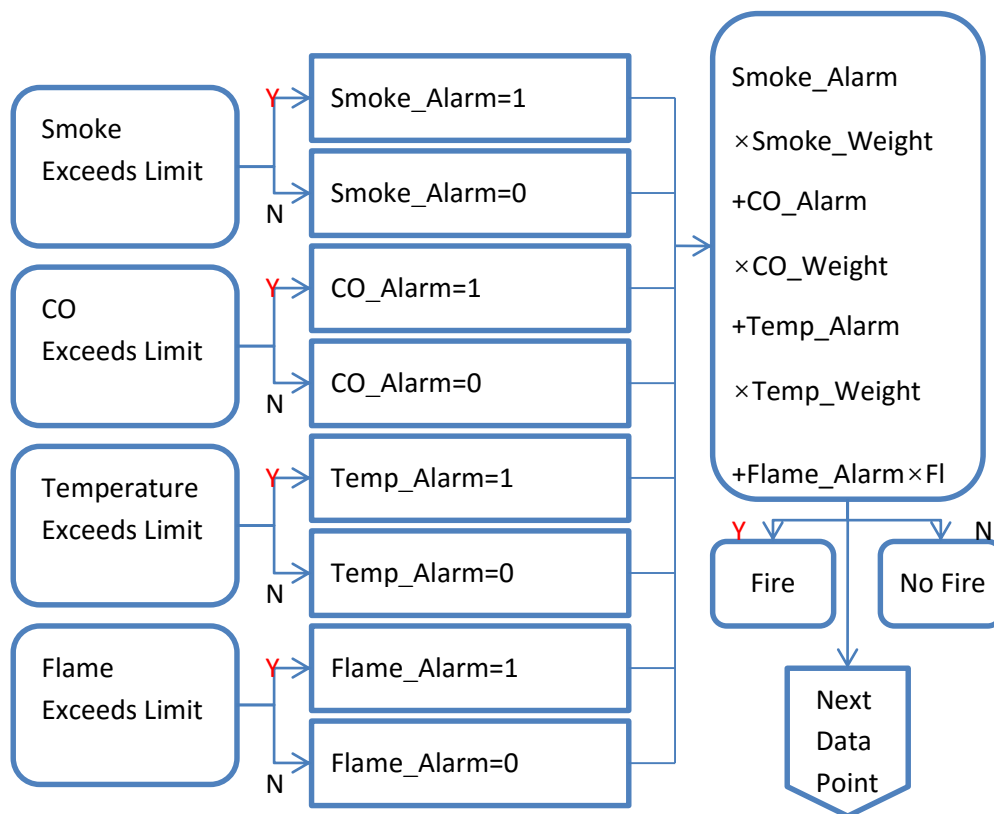 Smoke
Exceeds Limit
Y
N
Smoke_Alarm=1
Smoke_Alarm=0
CO
Exceeds Limit
Y
N
CO_Alarm=1
CO_Alarm=0
Temperature
Exceeds Limit
Y
N
Temp_Alarm=1
Temp_Alarm=0
Flame
Exceeds Limit
Y
N
Flame_Alarm=1
Flame_Alarm=0
Smoke_Alarm
×Smoke_Weight
+CO_Alarm
×CO_Weight
+Temp_Alarm
×Temp_Weight
+Flame_Alarm×Fl
Y
N
Fire
No Fire
Next
Data
Point